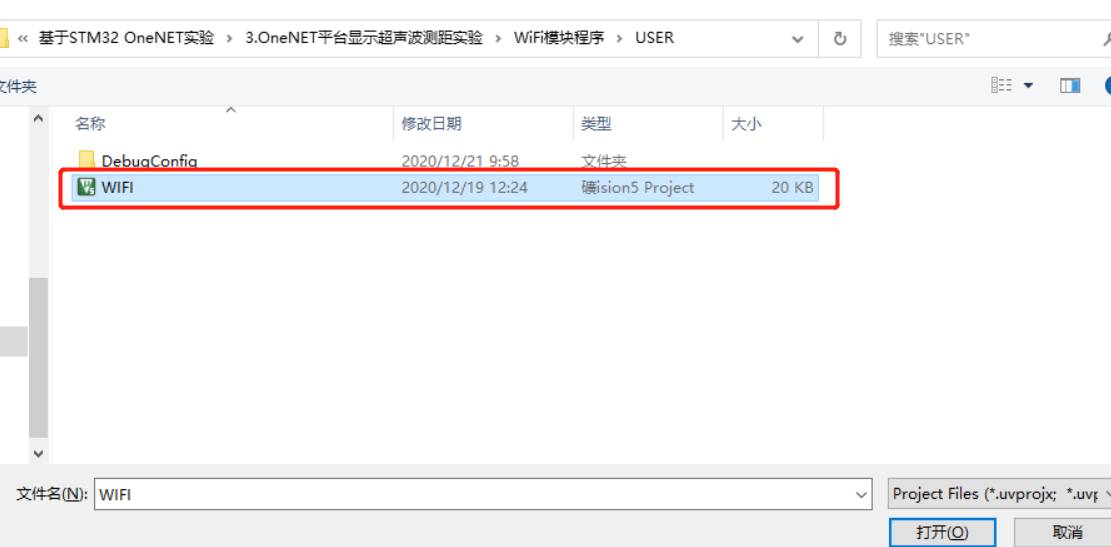 « 基于STM32 OneNET实验 › 3.OneNET平台显示超声波测距实验 › WiFi模块程序 › USER 搜索"USER"
文件夹
名称 修改日期 类型 大小
DebugConfig 2020/12/21 9:58 文件夹
WIFI 2020/12/19 12:24 礦ision5 Project 20 KB
文件名(N): WIFI Project Files (*.uvprojx; *.uvp
打开(O) 取消